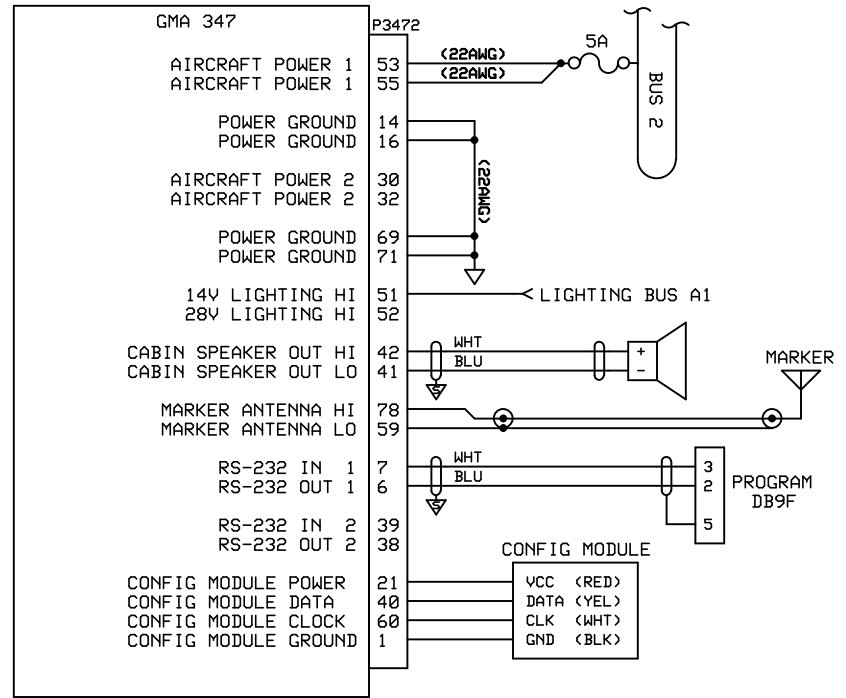 GMA 347
P3472
5A
BUS 2
AIRCRAFT POWER 1 53 (22AWG)
AIRCRAFT POWER 1 55 (22AWG)
POWER GROUND 14
POWER GROUND 16
(22AWG)
AIRCRAFT POWER 2 30
AIRCRAFT POWER 2 32
POWER GROUND 69
POWER GROUND 71
14V LIGHTING HI 51 LIGHTING BUS A1
28V LIGHTING HI 52
CABIN SPEAKER OUT HI 42 WHT +
CABIN SPEAKER OUT LO 41 BLU -
S
MARKER
MARKER ANTENNA HI 78
MARKER ANTENNA LO 59
RS-232 IN 1 7 WHT 3
RS-232 OUT 1 6 BLU 2
S
PROGRAM
DB9F
5
RS-232 IN 2 39
RS-232 OUT 2 38
CONFIG MODULE
CONFIG MODULE POWER 21 VCC (RED)
CONFIG MODULE DATA 40 DATA (YEL)
CONFIG MODULE CLOCK 60 CLK (WHT)
CONFIG MODULE GROUND 1 GND (BLK)